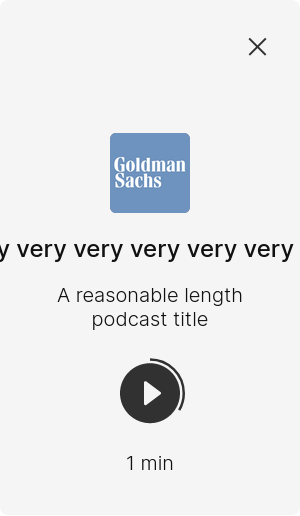 Goldman
Sachs
y very very very very very
A reasonable length
podcast title
1 min